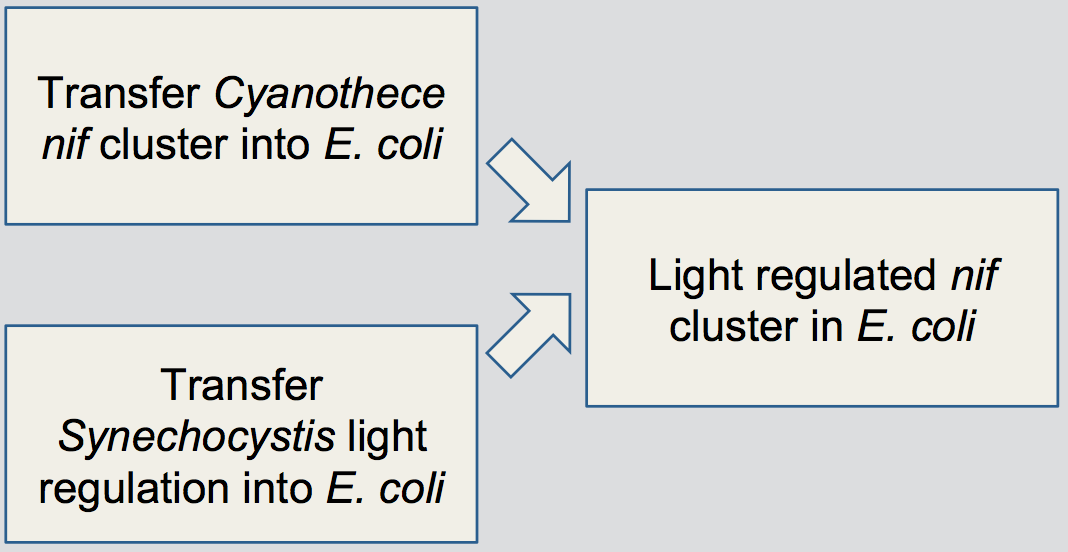 Transfer Cyanothece
nif cluster into E. coli
Transfer
Synechocystis light
regulation into E. coli
Light regulated nif
cluster in E. coli